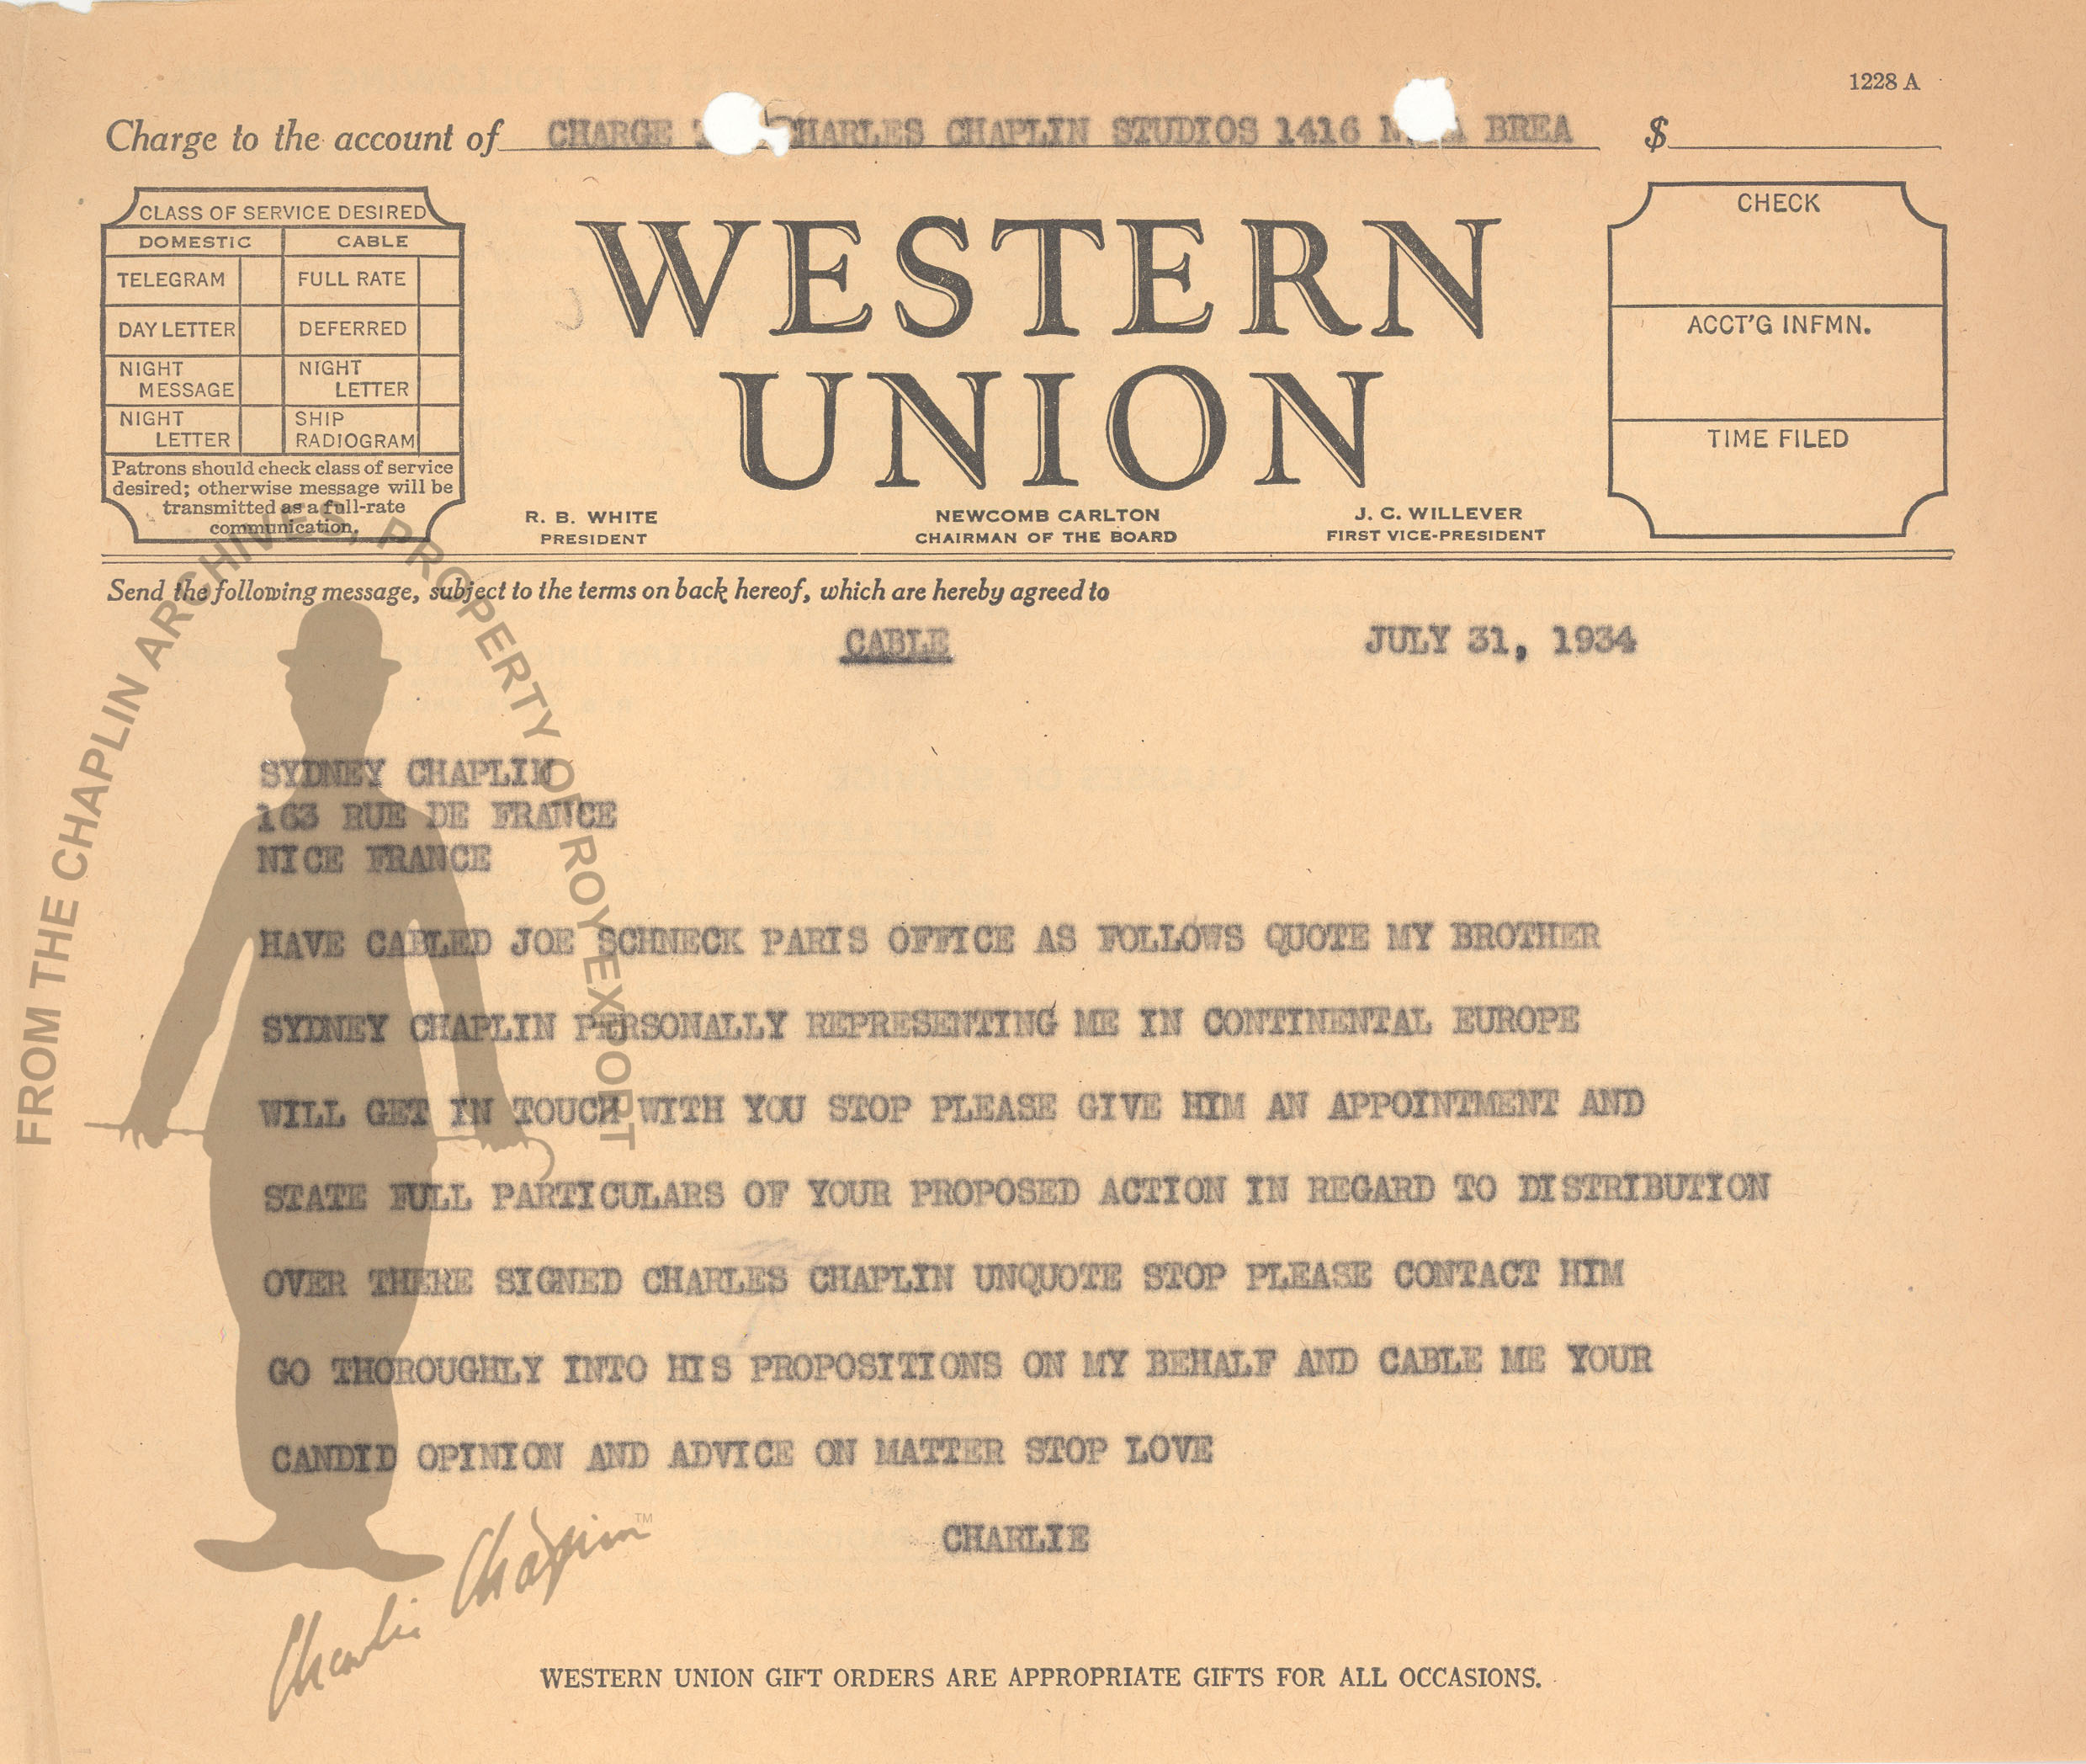 1228 A
Charge to the account of CHARGE CHARLES CHAPLIN STUDIOS 1416 BREA $
CLASS OF SERVICE DESIRED
DOMESTIC CABLE
TELEGRAM FULL RATE
DAY LETTER DEFERRED
NIGHT MESSAGE NIGHT LETTER
NIGHT LETTER SHIP RADIOGRAM
Patrons should check class of service
desired; otherwise message will be
transmitted as a full-rate
communication.
WESTERN
UNION
R. B. WHITE
PRESIDENT
NEWCOMB CARLTON
CHAIRMAN OF THE BOARD
J. C. WILLEVER
FIRST VICE-PRESIDENT
CHECK
ACCT'G INFMN.
TIME FILED
Send the following message, subject to the terms on back hereof, which are hereby agreed to
CABLE JULY 31, 1934
SYDNEY CHAPLIN
163 RUE DE FRANCE
NICE FRANCE
HAVE CABLED JOE SCHNECK PARIS OFFICE AS FOLLOWS QUOTE MY BROTHER
SYDNEY CHAPLIN PERSONALLY REPRESENTING ME IN CONTINENTAL EUROPE
WILL GET IN TOUCH WITH YOU STOP PLEASE GIVE HIM AN APPOINTMENT AND
STATE FULL PARTICULARS OF YOUR PROPOSED ACTION IN REGARD TO DISTRIBUTION
OVER THERE SIGNED CHARLES CHAPLIN UNQUOTE STOP PLEASE CONTACT HIM
GO THOROUGHLY INTO HIS PROPOSITIONS ON MY BEHALF AND CABLE ME YOUR
CANDID OPINION AND ADVICE ON MATTER STOP LOVE
CHARLIE
WESTERN UNION GIFT ORDERS ARE APPROPRIATE GIFTS FOR ALL OCCASIONS.
FROM THE CHAPLIN ARCHIVES, PROPERTY OF ROY EXPORT
Charlie Chaplin™